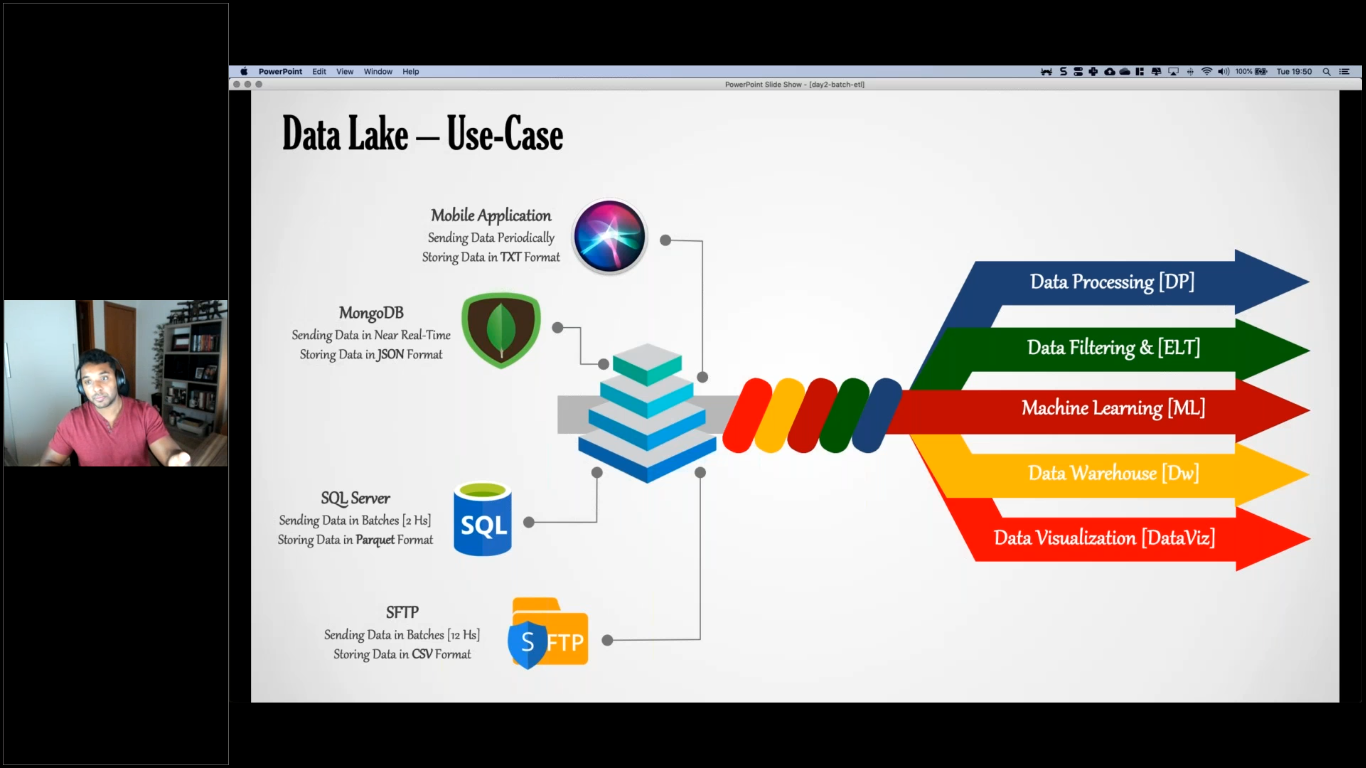 PowerPoint Edit View Window Help
100% Tue 19:50
PowerPoint Slide Show - [day2-batch-etl]
Data Lake – Use-Case
Mobile Application
Sending Data Periodically
Storing Data in TXT Format
MongoDB
Sending Data in Near Real-Time
Storing Data in JSON Format
SQL Server
Sending Data in Batches [2 Hs]
Storing Data in Parquet Format
SQL
SFTP
Sending Data in Batches [12 Hs]
Storing Data in CSV Format
SFTP
Data Processing [DP]
Data Filtering & [ELT]
Machine Learning [ML]
Data Warehouse [Dw]
Data Visualization [DataViz]